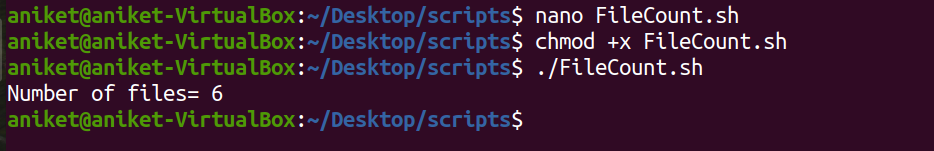 aniket@aniket-VirtualBox:~/Desktop/scripts$ nano FileCount.sh
aniket@aniket-VirtualBox:~/Desktop/scripts$ chmod +x FileCount.sh
aniket@aniket-VirtualBox:~/Desktop/scripts$ ./FileCount.sh
Number of files= 6
aniket@aniket-VirtualBox:~/Desktop/scripts$